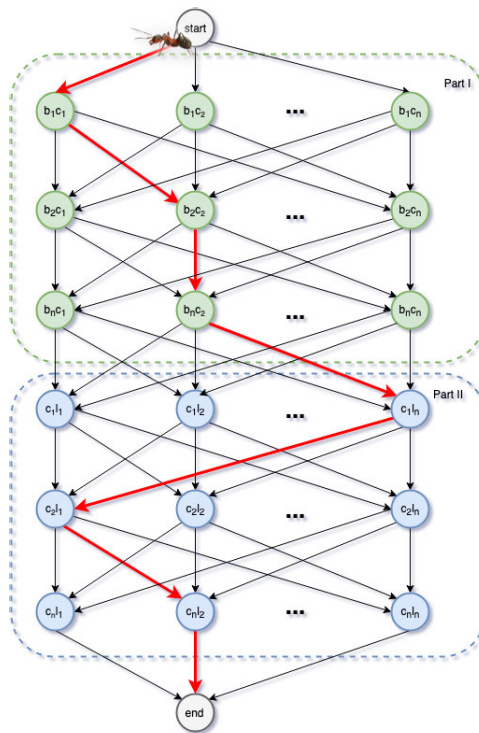 start
Part I
b₁c₁ b₁c₂ ... b₁cₙ
b₂c₁ b₂c₂ ... b₂cₙ
bₙc₁ bₙc₂ ... bₙcₙ
Part II
c₁l₁ c₁l₂ ... c₁lₙ
c₂l₁ c₂l₂ ... c₂lₙ
cₙl₁ cₙl₂ ... cₙlₙ
end